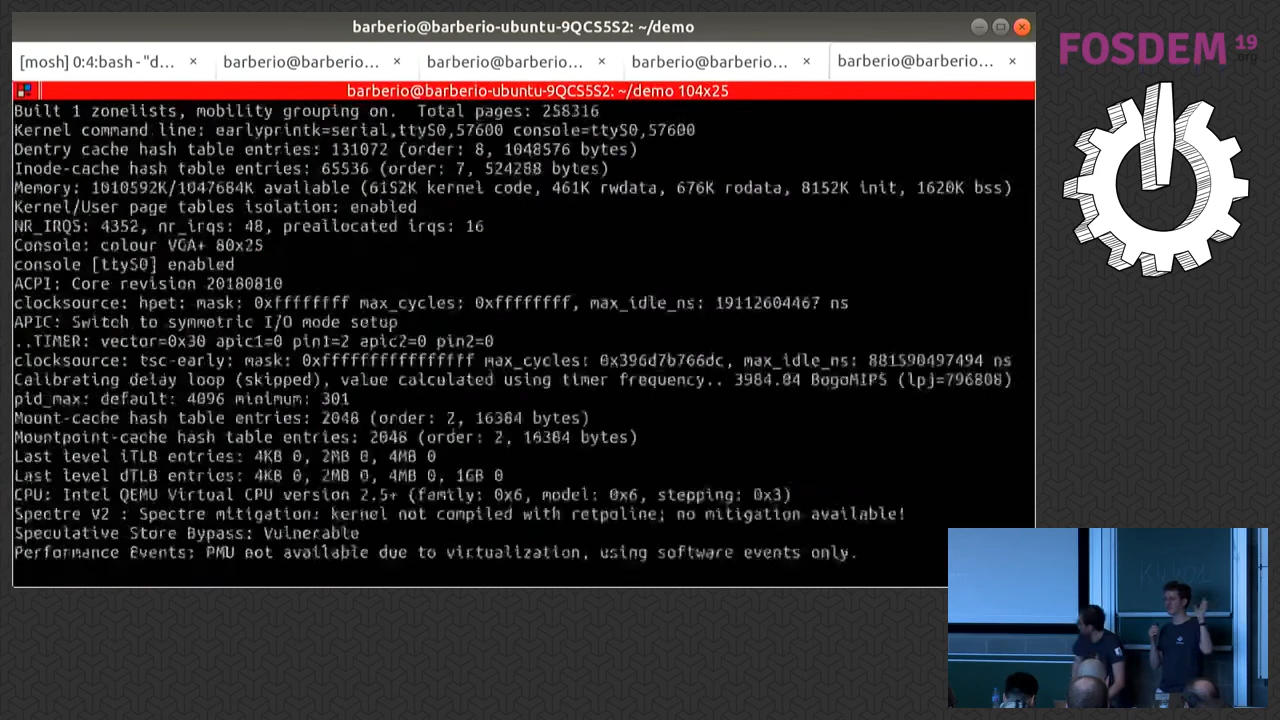 barberio@barberio-ubuntu-9QCS5S2: ~/demo
FOSDEM 19
.org
[mosh] 0:4:bash - "d... × barberio@barberio... × barberio@barberio... × barberio@barberio... × barberio@barberio... ×
barberio@barberio-ubuntu-9QCS5S2: ~/demo 104x25
Built 1 zonelists, mobility grouping on.  Total pages: 258316
Kernel command line: earlyprintk=serial,ttyS0,57600 console=ttyS0,57600
Dentry cache hash table entries: 131072 (order: 8, 1048576 bytes)
Inode-cache hash table entries: 65536 (order: 7, 524288 bytes)
Memory: 1010592K/1047684K available (6152K kernel code, 461K rwdata, 676K rodata, 8152K init, 1620K bss)
Kernel/User page tables isolation: enabled
NR_IRQS: 4352, nr_irqs: 48, preallocated irqs: 16
Console: colour VGA+ 80x25
console [ttyS0] enabled
ACPI: Core revision 20180810
clocksource: hpet: mask: 0xffffffff max_cycles: 0xffffffff, max_idle_ns: 19112604467 ns
APIC: Switch to symmetric I/O mode setup
..TIMER: vector=0x30 apic1=0 pin1=2 apic2=0 pin2=0
clocksource: tsc-early: mask: 0xffffffffffffffff max_cycles: 0x396d7b766dc, max_idle_ns: 881590497494 ns
Calibrating delay loop (skipped), value calculated using timer frequency.. 3984.04 BogoMIPS (lpj=796808)
pid_max: default: 4096 minimum: 301
Mount-cache hash table entries: 2048 (order: 2, 16384 bytes)
Mountpoint-cache hash table entries: 2048 (order: 2, 16384 bytes)
Last level iTLB entries: 4KB 0, 2MB 0, 4MB 0
Last level dTLB entries: 4KB 0, 2MB 0, 4MB 0, 1GB 0
CPU: Intel QEMU Virtual CPU version 2.5+ (family: 0x6, model: 0x6, stepping: 0x3)
Spectre V2 : Spectre mitigation: kernel not compiled with retpoline; no mitigation available!
Speculative Store Bypass: Vulnerable
Performance Events: PMU not available due to virtualization, using software events only.